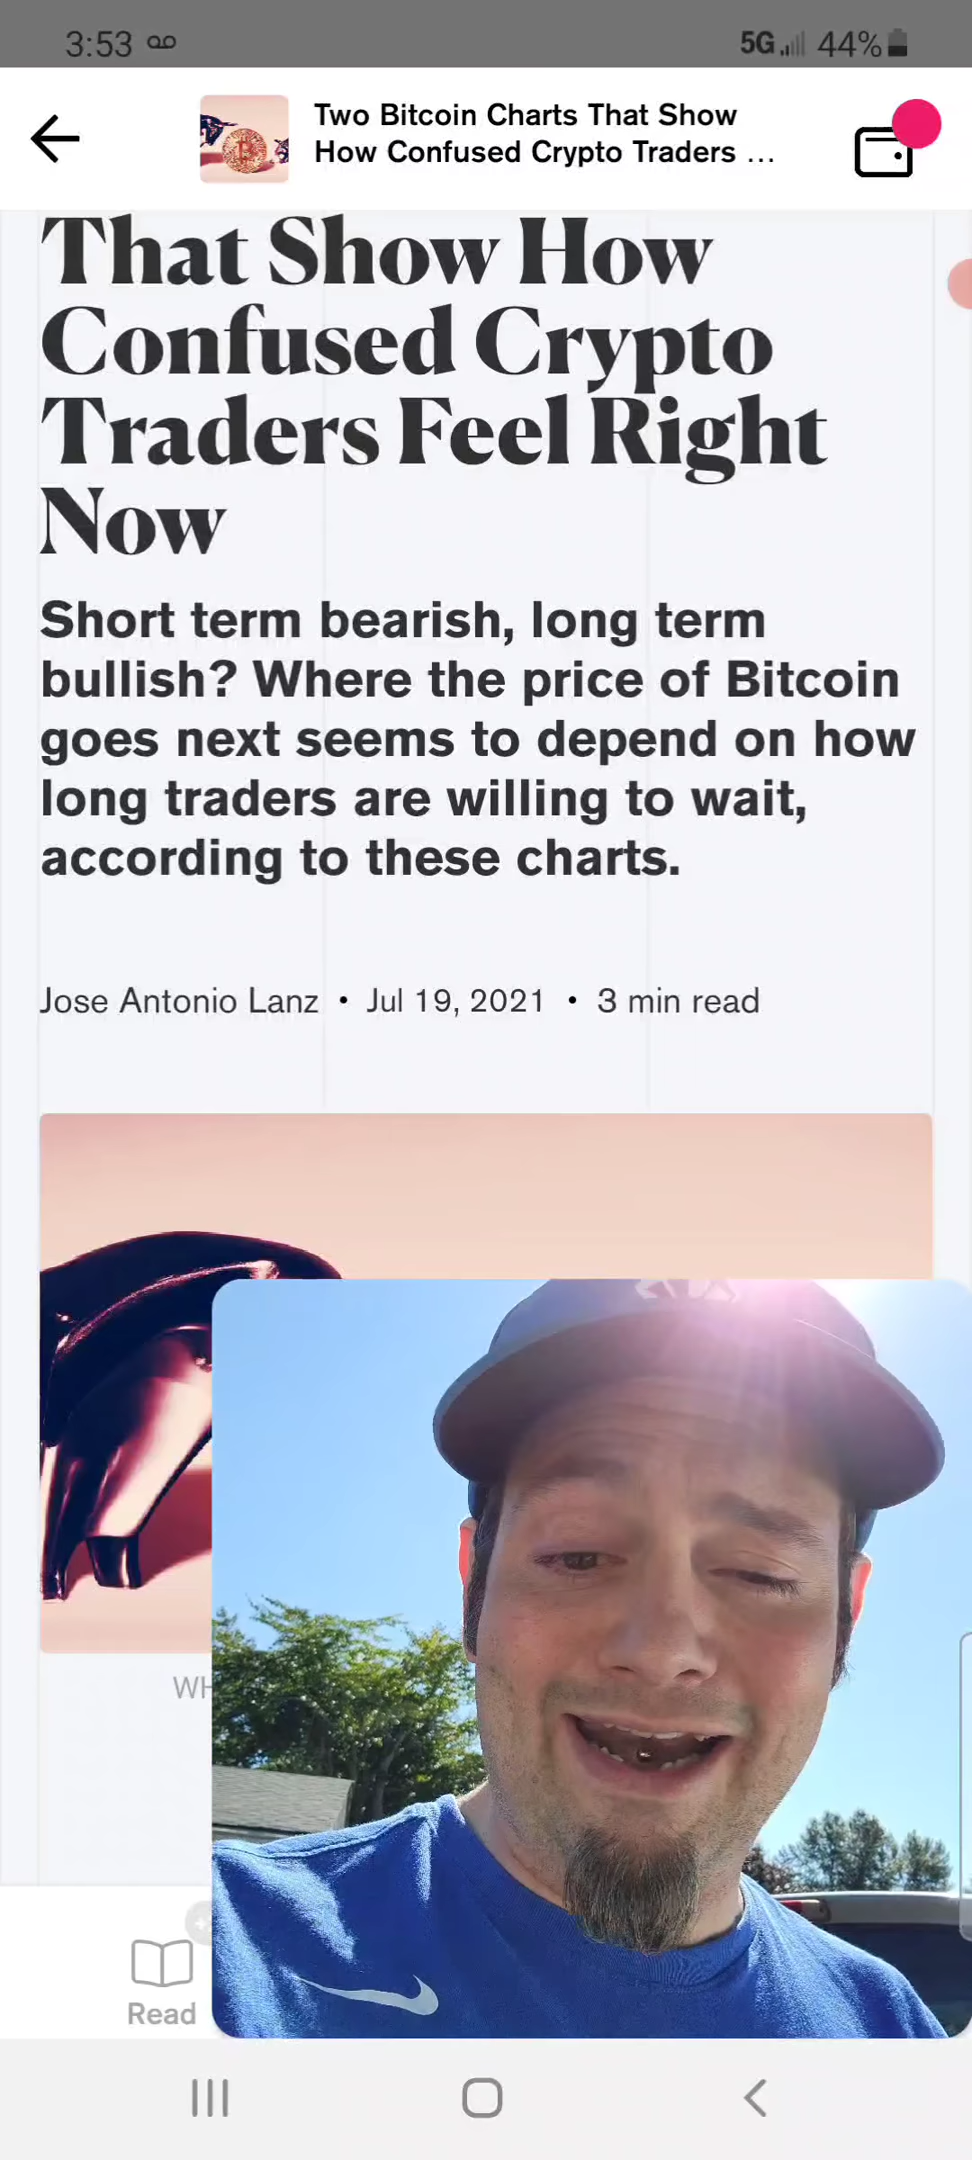 3:53
5G 44%
Two Bitcoin Charts That Show
How Confused Crypto Traders ...
That Show How
Confused Crypto
Traders Feel Right
Now
Short term bearish, long term
bullish? Where the price of Bitcoin
goes next seems to depend on how
long traders are willing to wait,
according to these charts.
Jose Antonio Lanz • Jul 19, 2021 • 3 min read
Read